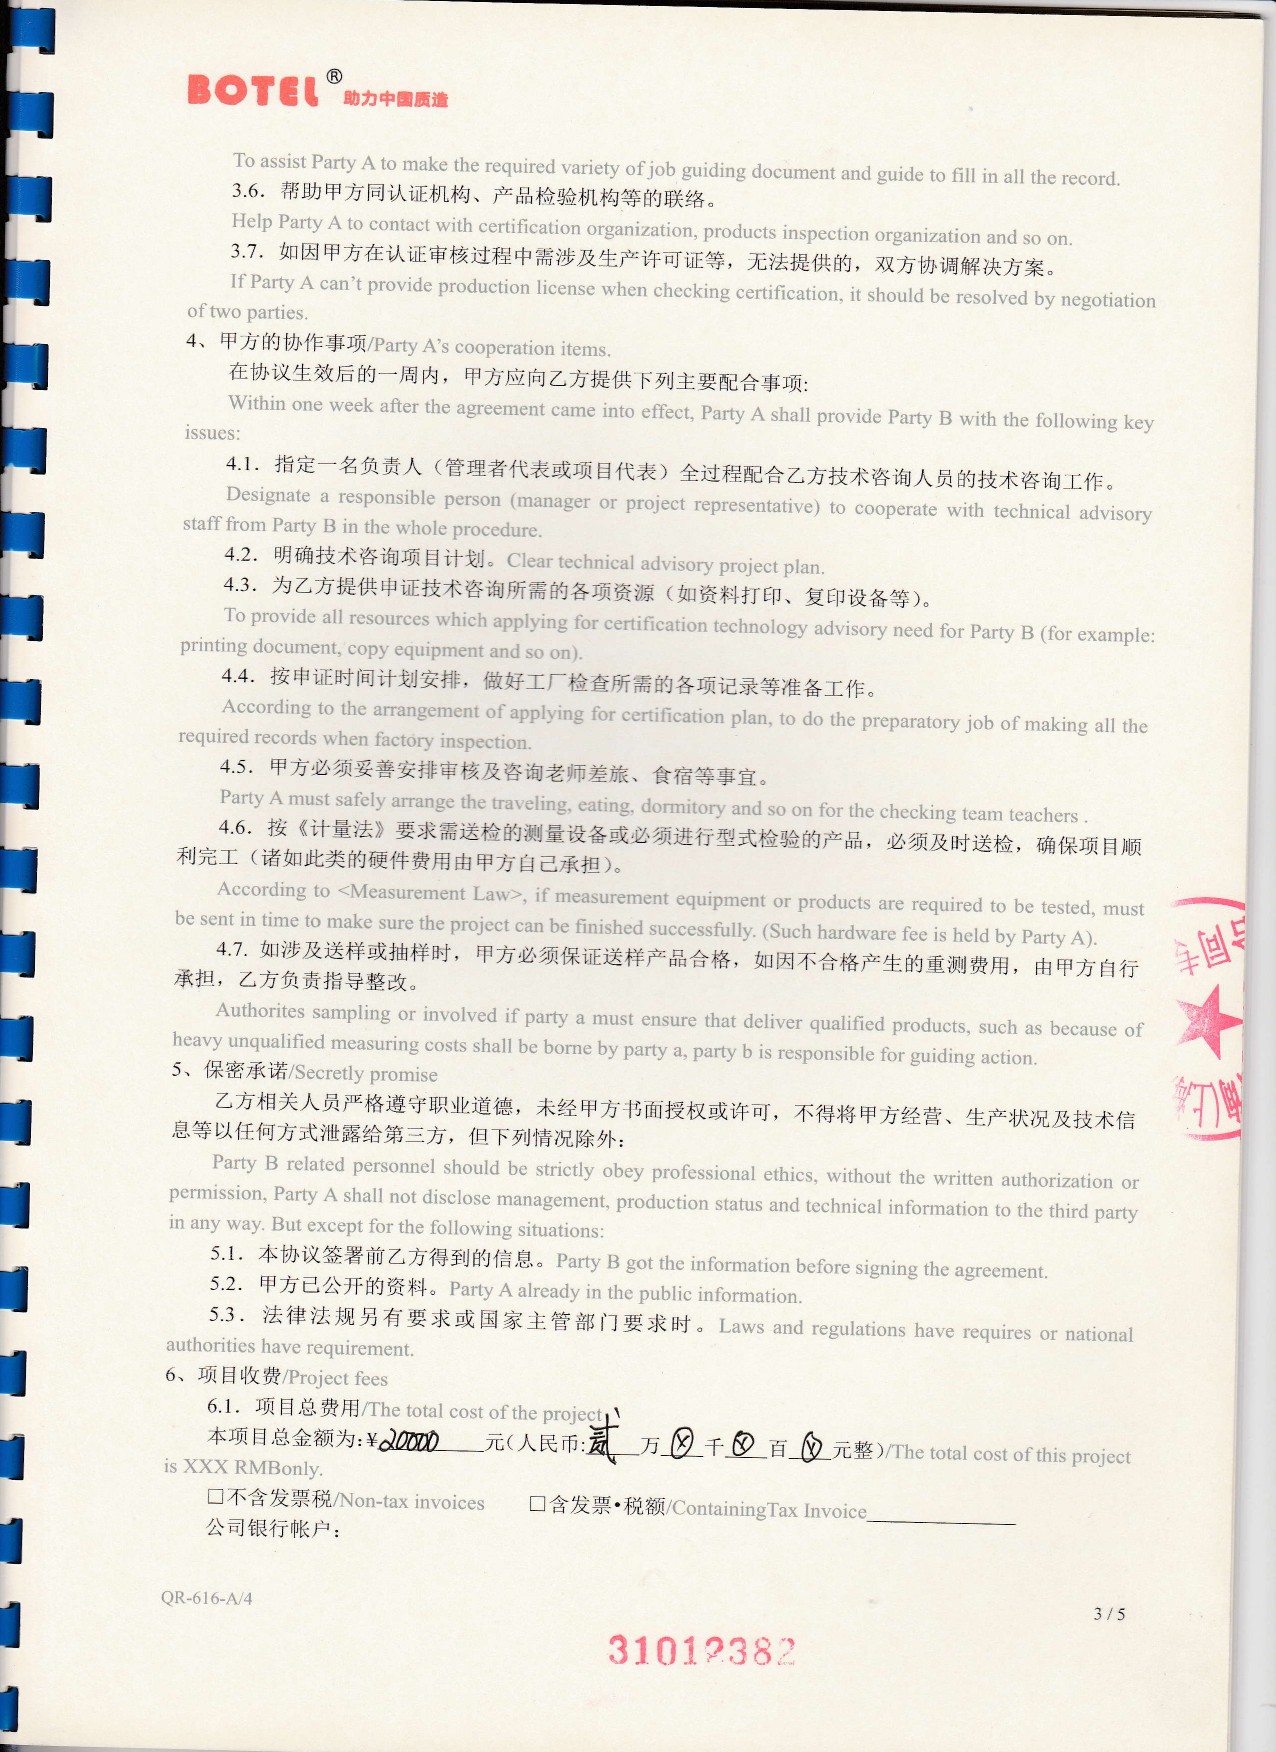 BOTEL® 助力中国质造
To assist Party A to make the required variety of job guiding document and guide to fill in all the record.
3.6．帮助甲方同认证机构、产品检验机构等的联络。
Help Party A to contact with certification organization, products inspection organization and so on.
3.7．如因甲方在认证审核过程中需涉及生产许可证等，无法提供的，双方协调解决方案。
If Party A can't provide production license when checking certification, it should be resolved by negotiation
of two parties.
4、甲方的协作事项/Party A's cooperation items.
在协议生效后的一周内，甲方应向乙方提供下列主要配合事项:
Within one week after the agreement came into effect, Party A shall provide Party B with the following key
issues:
4.1．指定一名负责人（管理者代表或项目代表）全过程配合乙方技术咨询人员的技术咨询工作。
Designate a responsible person (manager or project representative) to cooperate with technical advisory
staff from Party B in the whole procedure.
4.2．明确技术咨询项目计划。Clear technical advisory project plan.
4.3．为乙方提供申证技术咨询所需的各项资源（如资料打印、复印设备等）。
To provide all resources which applying for certification technology advisory need for Party B (for example:
printing document, copy equipment and so on).
4.4．按申证时间计划安排，做好工厂检查所需的各项记录等准备工作。
According to the arrangement of applying for certification plan, to do the preparatory job of making all the
required records when factory inspection.
4.5．甲方必须妥善安排审核及咨询老师差旅、食宿等事宜。
Party A must safely arrange the traveling, eating, dormitory and so on for the checking team teachers .
4.6．按《计量法》要求需送检的测量设备或必须进行型式检验的产品，必须及时送检，确保项目顺
利完工（诸如此类的硬件费用由甲方自己承担）。
According to <Measurement Law>, if measurement equipment or products are required to be tested, must
be sent in time to make sure the project can be finished successfully. (Such hardware fee is held by Party A).
4.7. 如涉及送样或抽样时，甲方必须保证送样产品合格，如因不合格产生的重测费用，由甲方自行
承担，乙方负责指导整改。
Authorites sampling or involved if party a must ensure that deliver qualified products, such as because of
heavy unqualified measuring costs shall be borne by party a, party b is responsible for guiding action.
5、保密承诺/Secretly promise
乙方相关人员严格遵守职业道德，未经甲方书面授权或许可，不得将甲方经营、生产状况及技术信
息等以任何方式泄露给第三方，但下列情况除外：
Party B related personnel should be strictly obey professional ethics, without the written authorization or
permission, Party A shall not disclose management, production status and technical information to the third party
in any way. But except for the following situations:
5.1．本协议签署前乙方得到的信息。Party B got the information before signing the agreement.
5.2．甲方已公开的资料。Party A already in the public information.
5.3．法律法规另有要求或国家主管部门要求时。Laws and regulations have requires or national
authorities have requirement.
6、项目收费/Project fees
6.1．项目总费用/The total cost of the project
本项目总金额为:¥20000元(人民币:贰万ⓧ千ⓧ百ⓧ元整)/The total cost of this project
is XXX RMBonly.
□不含发票税/Non-tax invoices □含发票•税额/ContainingTax Invoice
公司银行帐户：
QR-616-A/4
3 / 5
31012382